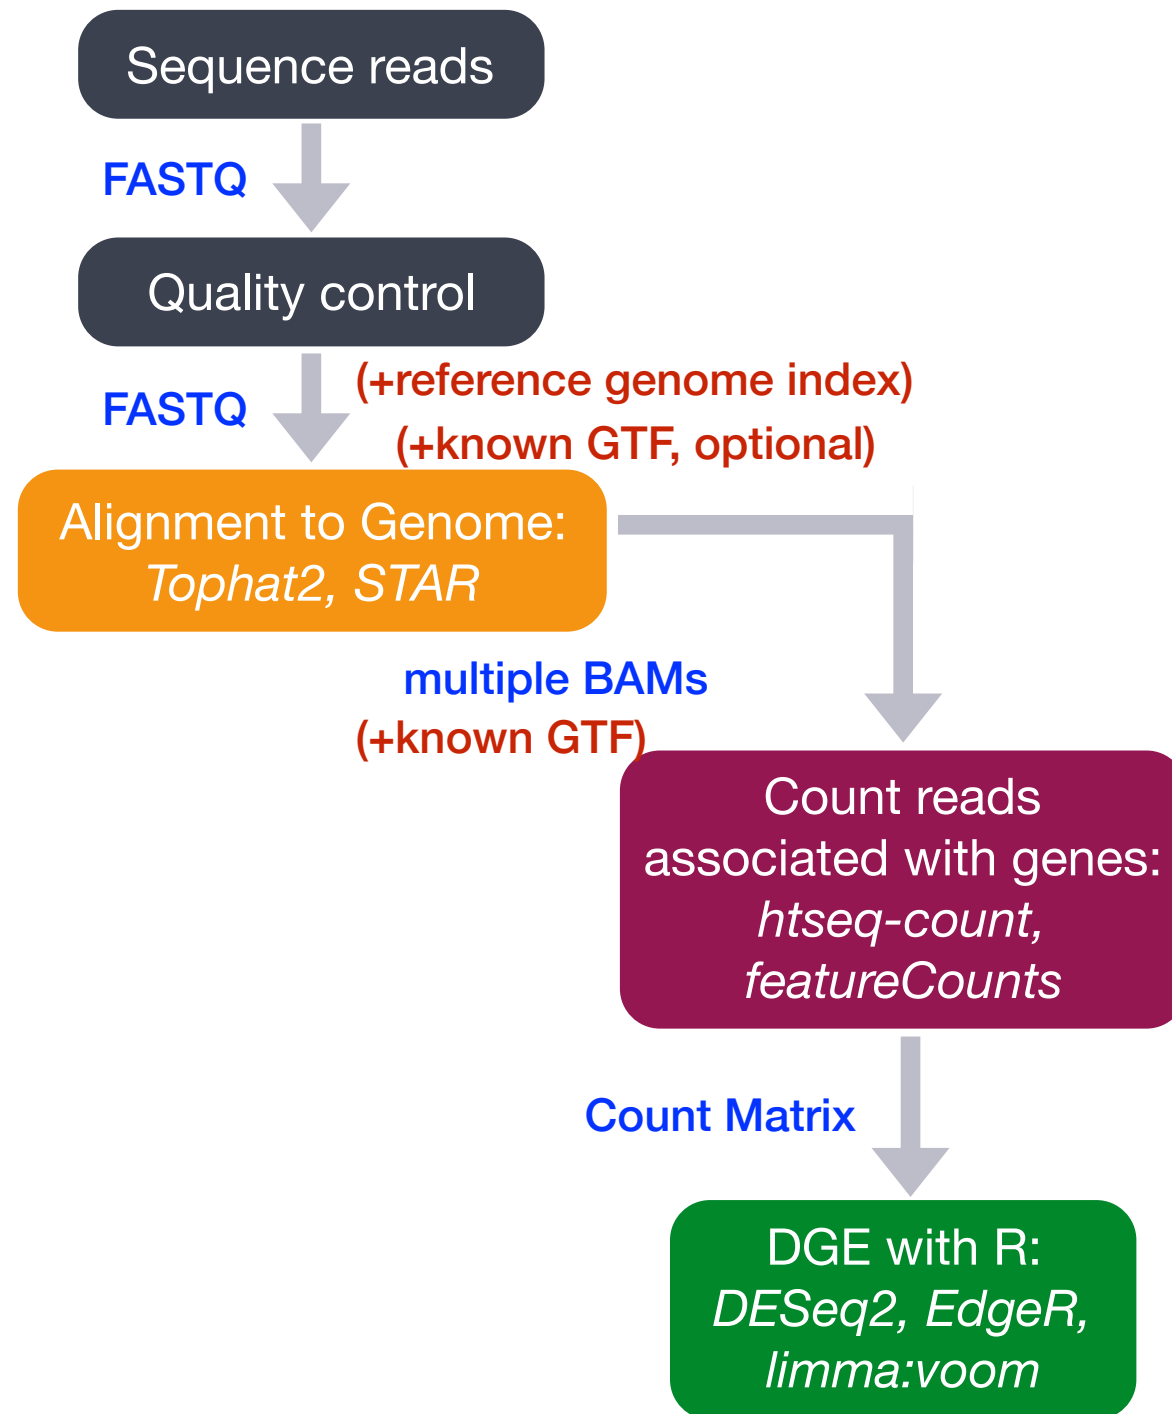 Sequence reads
FASTQ
Quality control
FASTQ
(+reference genome index)
(+known GTF, optional)
Alignment to Genome:
Tophat2, STAR
multiple BAMs
(+known GTF)
Count reads
associated with genes:
htseq-count,
featureCounts
Count Matrix
DGE with R:
DESeq2, EdgeR,
limma:voom